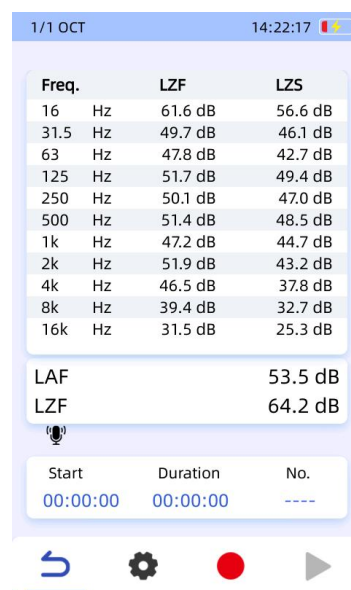 1/1 OCT 14:22:17
Freq. LZF LZS
16 Hz 61.6 dB 56.6 dB
31.5 Hz 49.7 dB 46.1 dB
63 Hz 47.8 dB 42.7 dB
125 Hz 51.7 dB 49.4 dB
250 Hz 50.1 dB 47.0 dB
500 Hz 51.4 dB 48.5 dB
1k Hz 47.2 dB 44.7 dB
2k Hz 51.9 dB 43.2 dB
4k Hz 46.5 dB 37.8 dB
8k Hz 39.4 dB 32.7 dB
16k Hz 31.5 dB 25.3 dB
LAF 53.5 dB
LZF 64.2 dB
Start Duration No.
00:00:00 00:00:00 ----